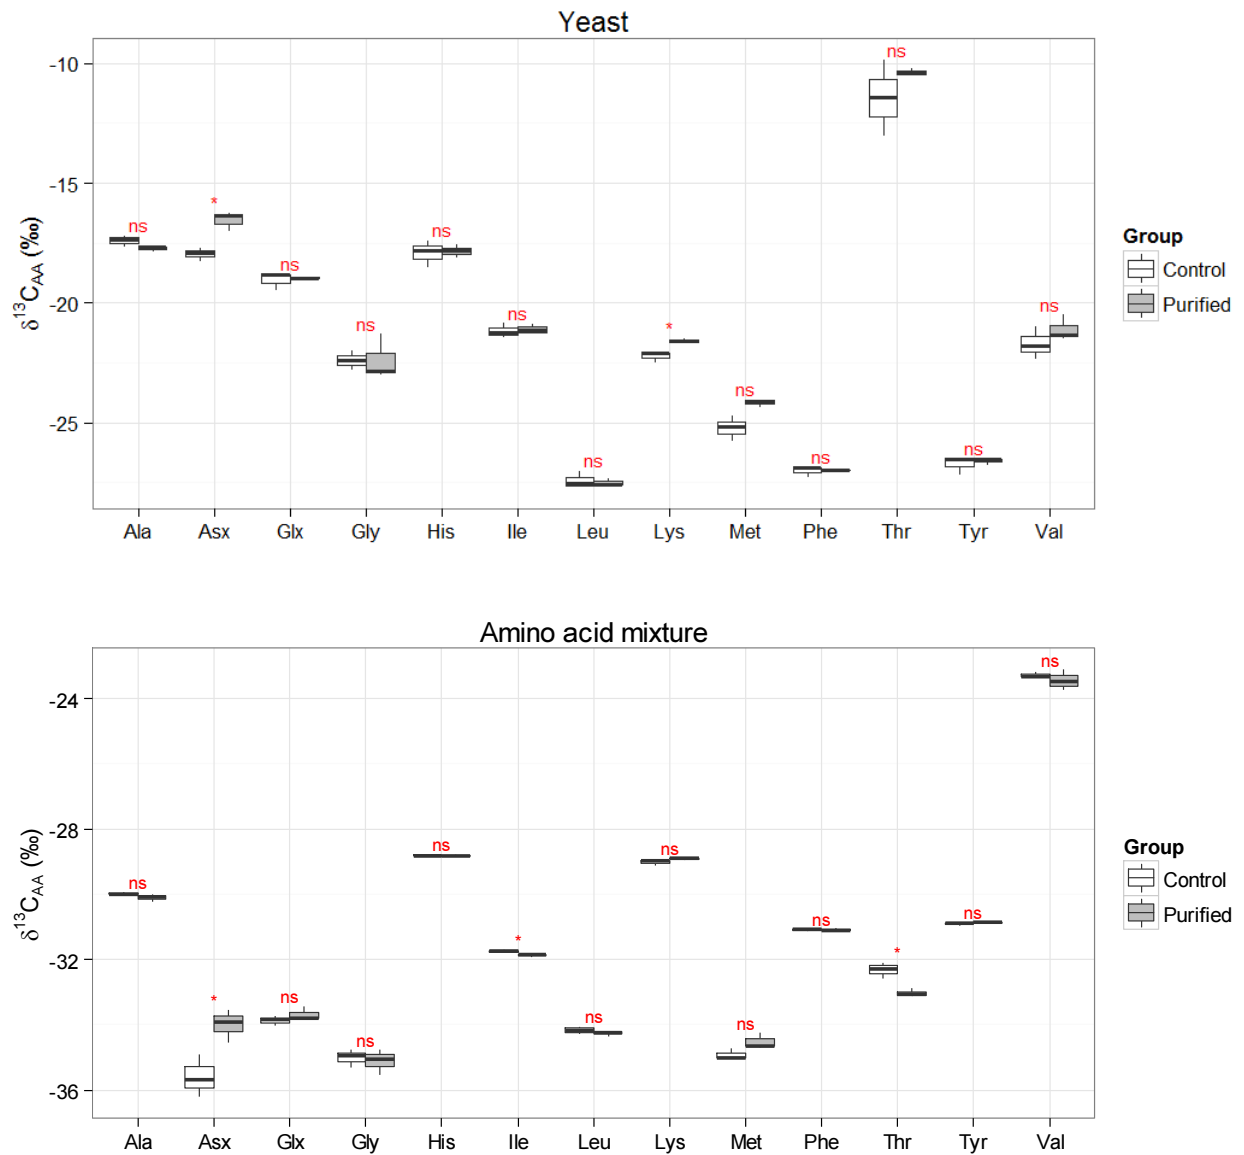 Yeast
δ¹³C_AA (‰)
-10
-15
-20
-25
ns * ns ns ns ns ns * ns ns ns ns ns
Ala Asx Glx Gly His Ile Leu Lys Met Phe Thr Tyr Val
Group
Control
Purified
Amino acid mixture
δ¹³C_AA (‰)
-24
-28
-32
-36
ns * ns ns ns * ns ns ns ns * ns ns
Ala Asx Glx Gly His Ile Leu Lys Met Phe Thr Tyr Val
Group
Control
Purified